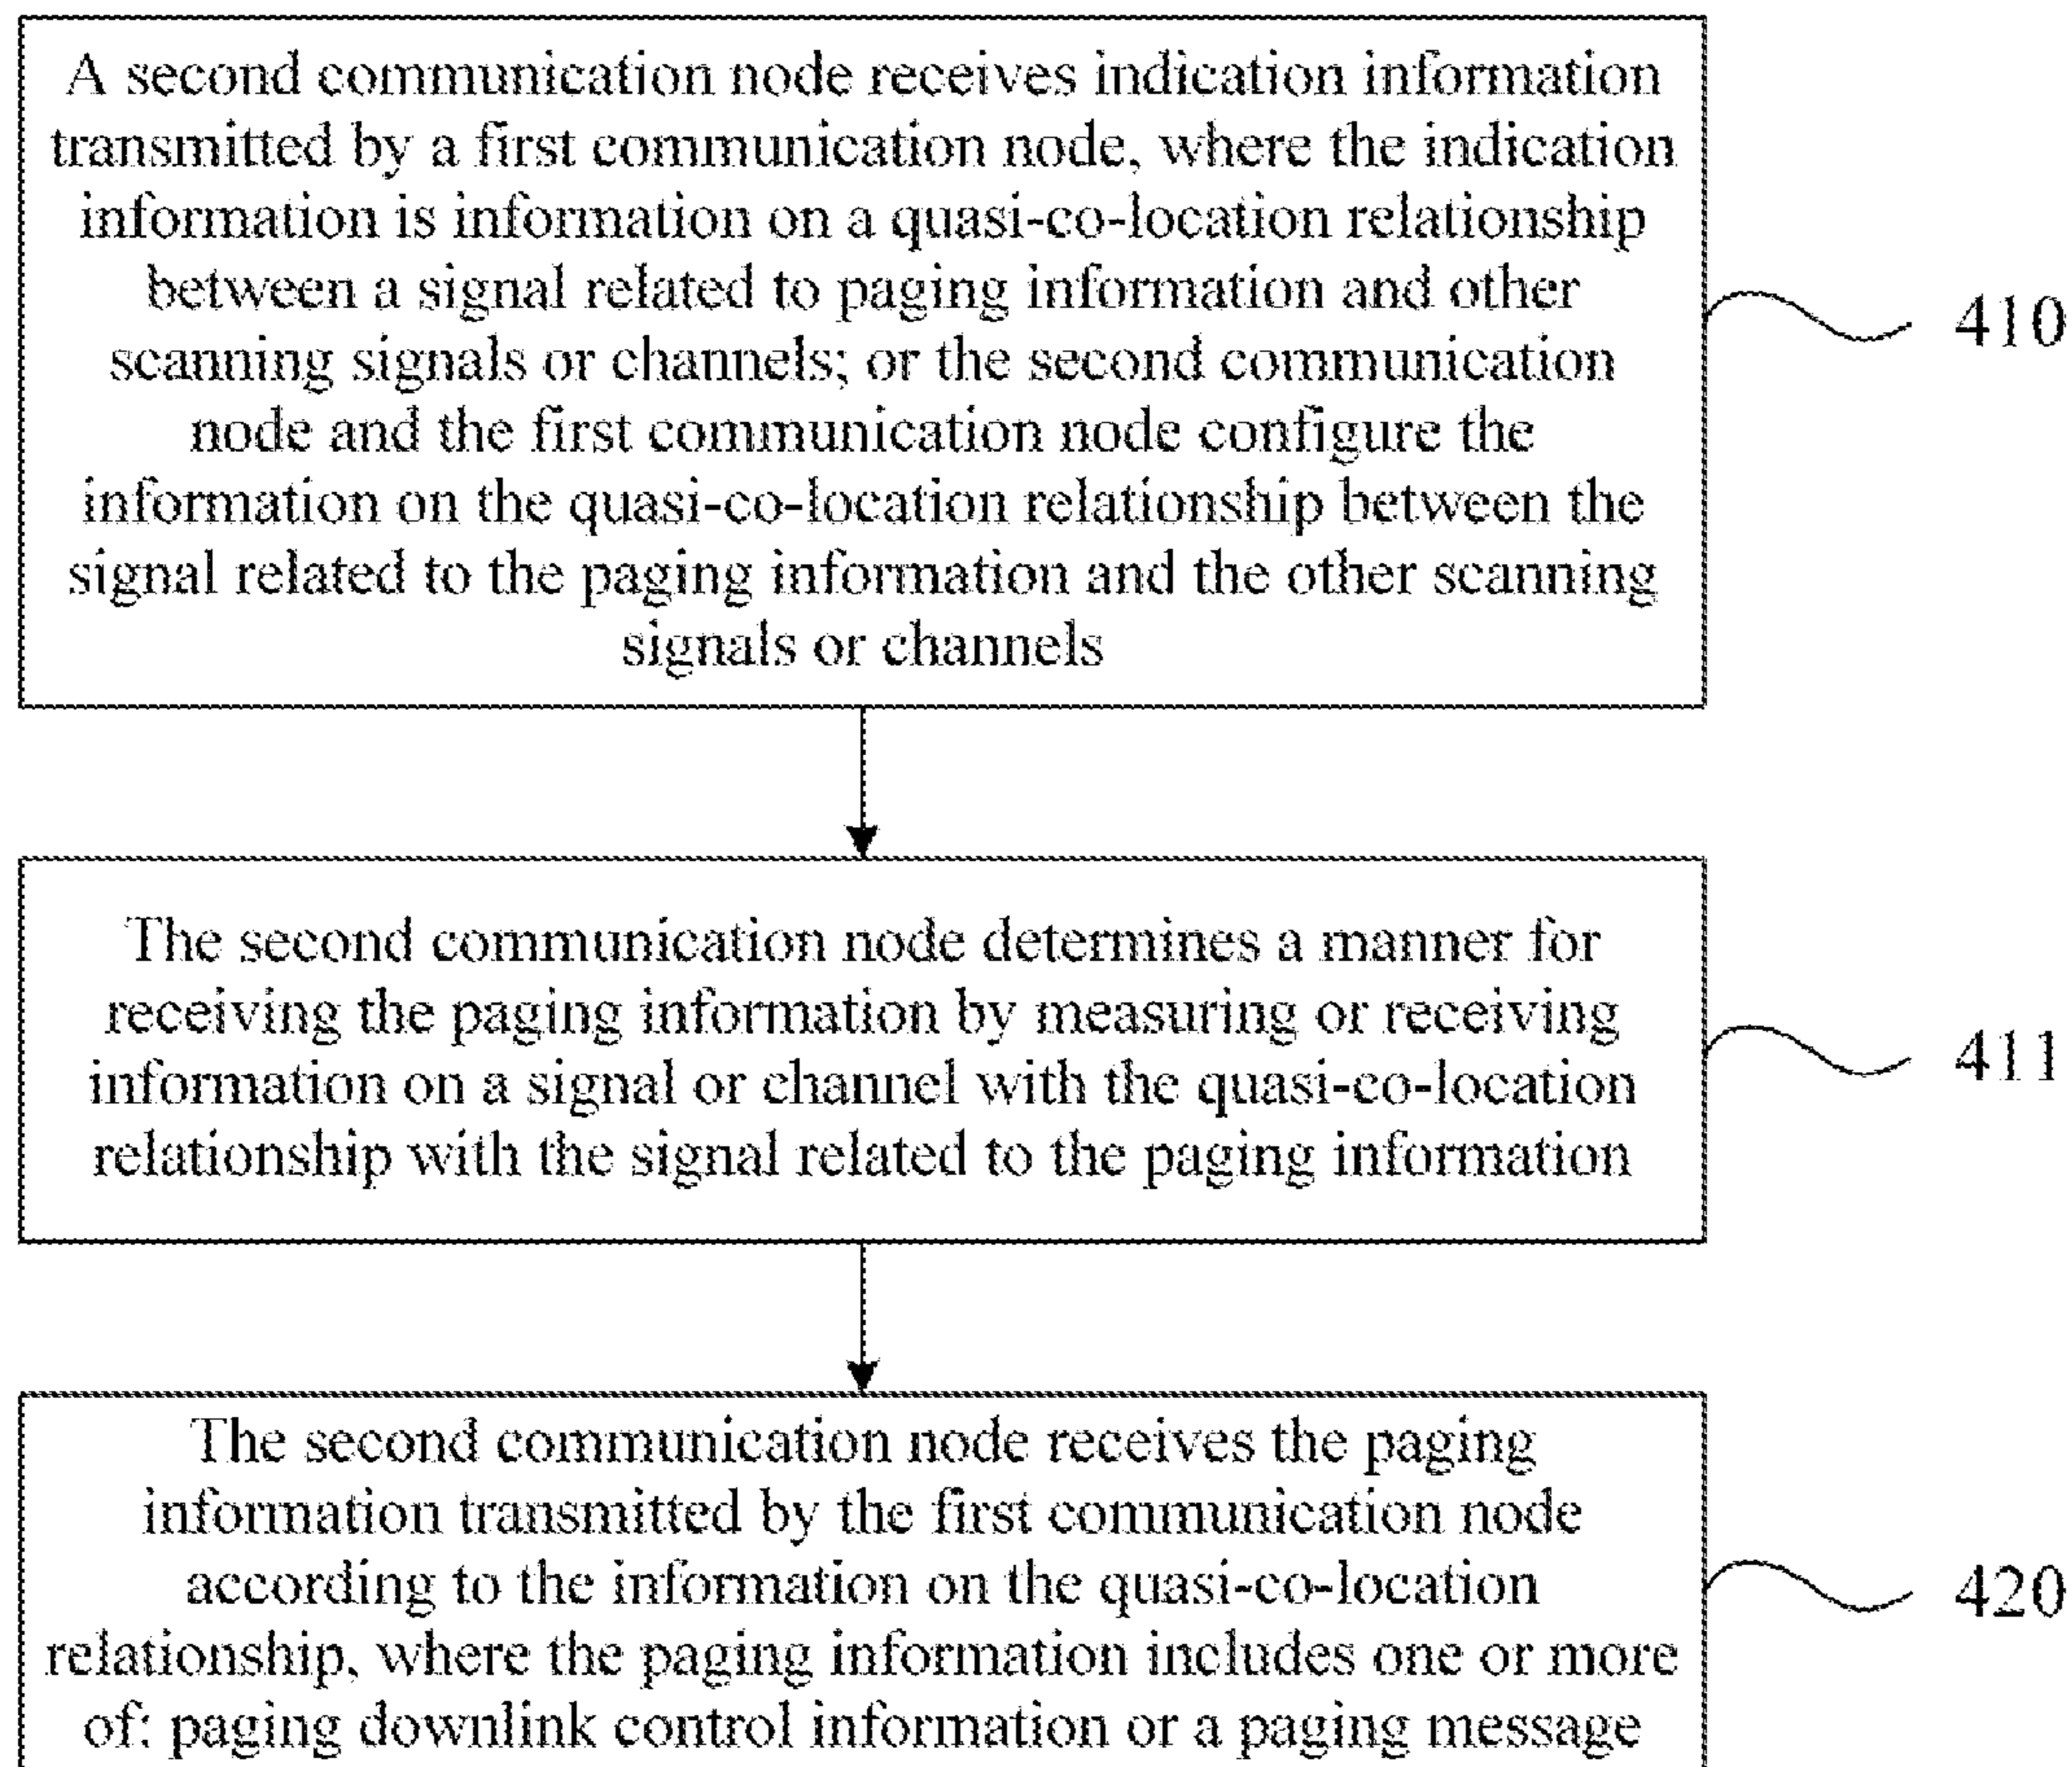 A second communication node receives indication information
transmitted by a first communication node, where the indication
information is information on a quasi-co-location relationship
between a signal related to paging information and other
scanning signals or channels; or the second communication
node and the first communication node configure the
information on the quasi-co-location relationship between the
signal related to the paging information and the other scanning
signals or channels
410
The second communication node determines a manner for
receiving the paging information by measuring or receiving
information on a signal or channel with the quasi-co-location
relationship with the signal related to the paging information
411
The second communication node receives the paging
information transmitted by the first communication node
according to the information on the quasi-co-location
relationship, where the paging information includes one or more
of: paging downlink control information or a paging message
420